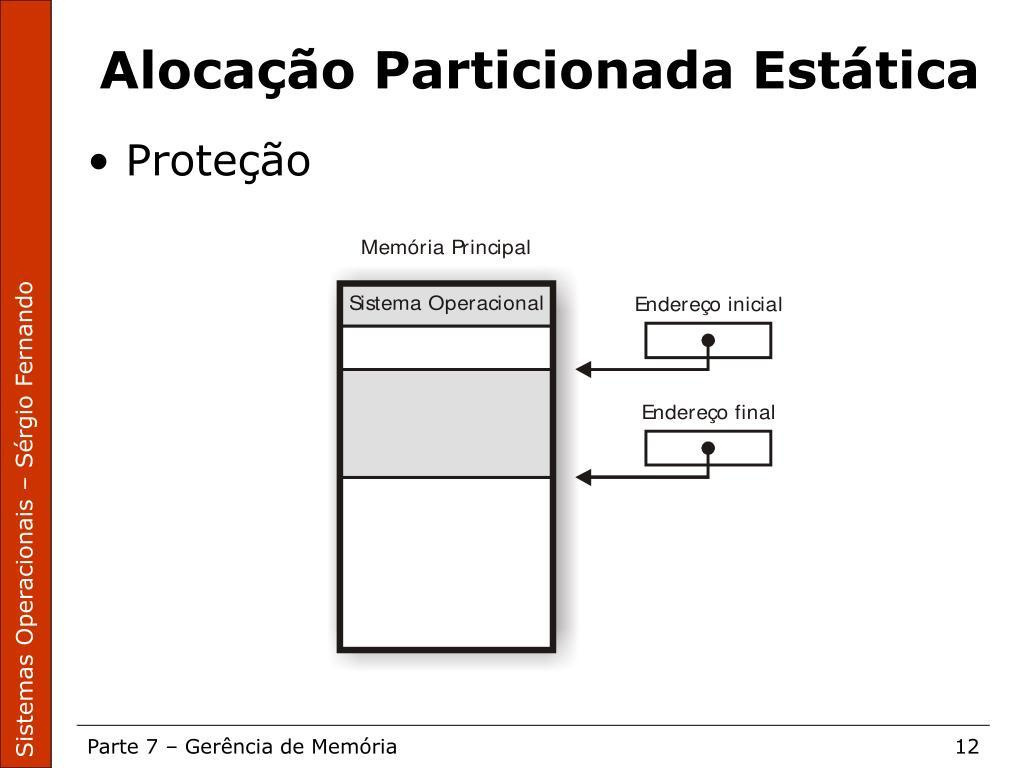 Alocação Particionada Estática
• Proteção
Memória Principal
Sistema Operacional
Endereço inicial
Endereço final
Sistemas Operacionais – Sérgio Fernando
Parte 7 – Gerência de Memória
12